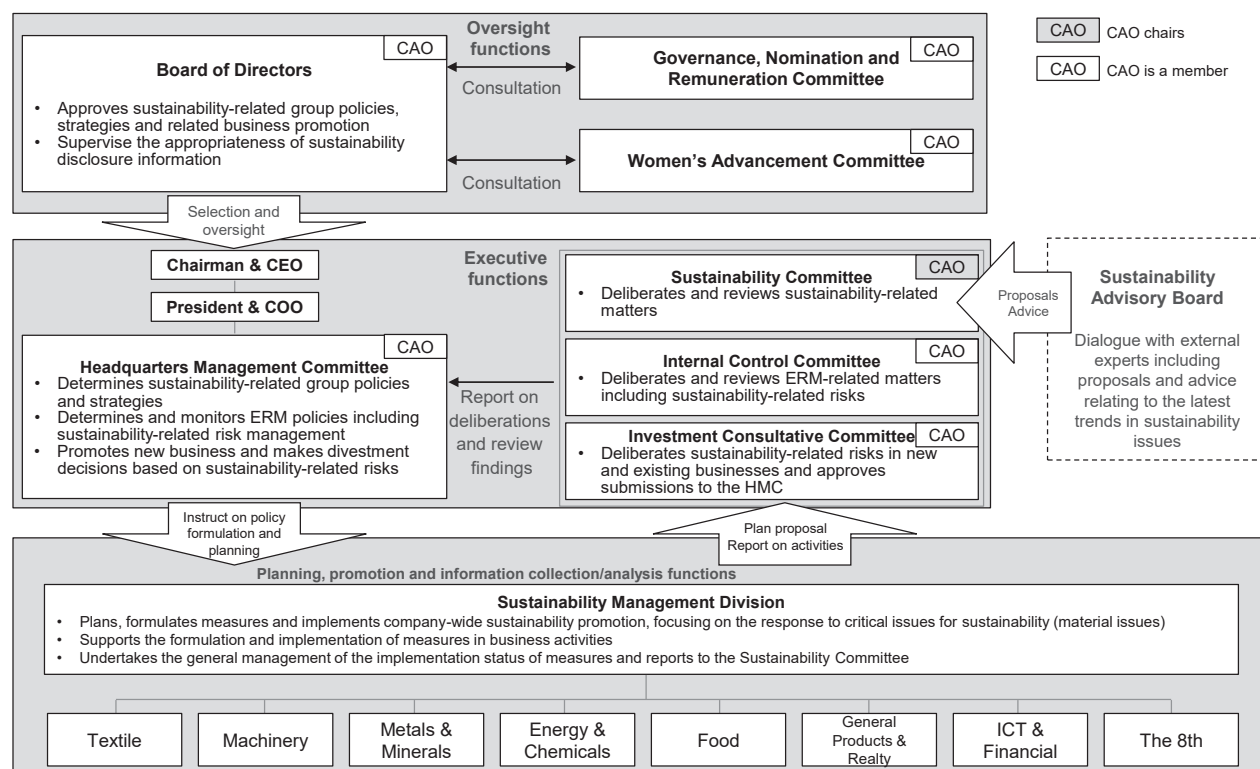 Oversight
functions
CAO
Board of Directors
• Approves sustainability-related group policies,
strategies and related business promotion
• Supervise the appropriateness of sustainability
disclosure information
Consultation
Consultation
CAO
Governance, Nomination and
Remuneration Committee
CAO
Women's Advancement Committee
CAO CAO chairs
CAO CAO is a member
Selection and
oversight
Chairman & CEO
President & COO
Executive
functions
CAO
Headquarters Management Committee
• Determines sustainability-related group policies
and strategies
• Determines and monitors ERM policies including
sustainability-related risk management
• Promotes new business and makes divestment
decisions based on sustainability-related risks
Report on
deliberations
and review
findings
CAO
Sustainability Committee
• Deliberates and reviews sustainability-related
matters
CAO
Internal Control Committee
• Deliberates and reviews ERM-related matters
including sustainability-related risks
CAO
Investment Consultative Committee
• Deliberates sustainability-related risks in new
and existing businesses and approves
submissions to the HMC
Proposals
Advice
Sustainability
Advisory Board
Dialogue with external
experts including
proposals and advice
relating to the latest
trends in sustainability
issues
Instruct on policy
formulation and
planning
Plan proposal
Report on activities
Planning, promotion and information collection/analysis functions
Sustainability Management Division
• Plans, formulates measures and implements company-wide sustainability promotion, focusing on the response to critical issues for sustainability (material issues)
• Supports the formulation and implementation of measures in business activities
• Undertakes the general management of the implementation status of measures and reports to the Sustainability Committee
Textile
Machinery
Metals &
Minerals
Energy &
Chemicals
Food
General
Products &
Realty
ICT &
Financial
The 8th